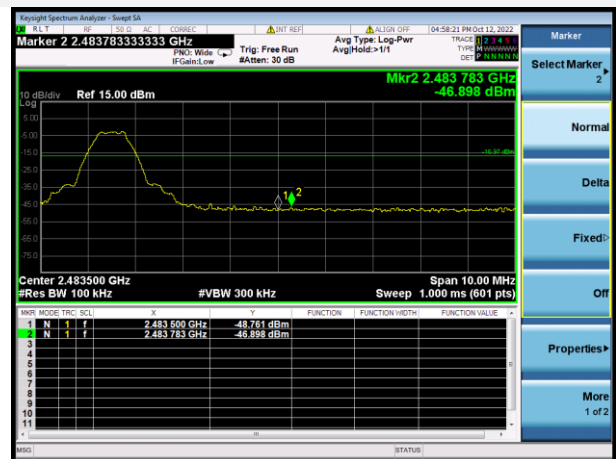 Keysight Spectrum Analyzer - Swept SA
RLT RF 50 Ω AC CORREC INT REF ALIGN OFF 04:58:21 PM Oct 12, 2022
Marker 2 2.483783333333 GHz
PNO: Wide
IFGain:Low
Trig: Free Run
#Atten: 30 dB
Avg Type: Log-Pwr
Avg|Hold:>1/1
TRACE 1 2 3 4 5 6
TYPE M W W W W W
DET P N N N N N
Mkr2 2.483 783 GHz
-46.898 dBm
10 dB/div Ref 15.00 dBm
Log
5.00
-5.00
-15.0
-16.97 dBm
-25.0
-35.0
1 2
-45.0
-55.0
-65.0
-75.0
Center 2.483500 GHz Span 10.00 MHz
#Res BW 100 kHz #VBW 300 kHz Sweep 1.000 ms (601 pts)
MKR MODE TRC SCL X Y FUNCTION FUNCTION WIDTH FUNCTION VALUE
1 N 1 f 2.483 500 GHz -48.761 dBm
2 N 1 f 2.483 783 GHz -46.898 dBm
3
4
5
6
7
8
9
10
11
MSG STATUS
Marker
Select Marker
2
Normal
Delta
Fixed
Off
Properties
More
1 of 2